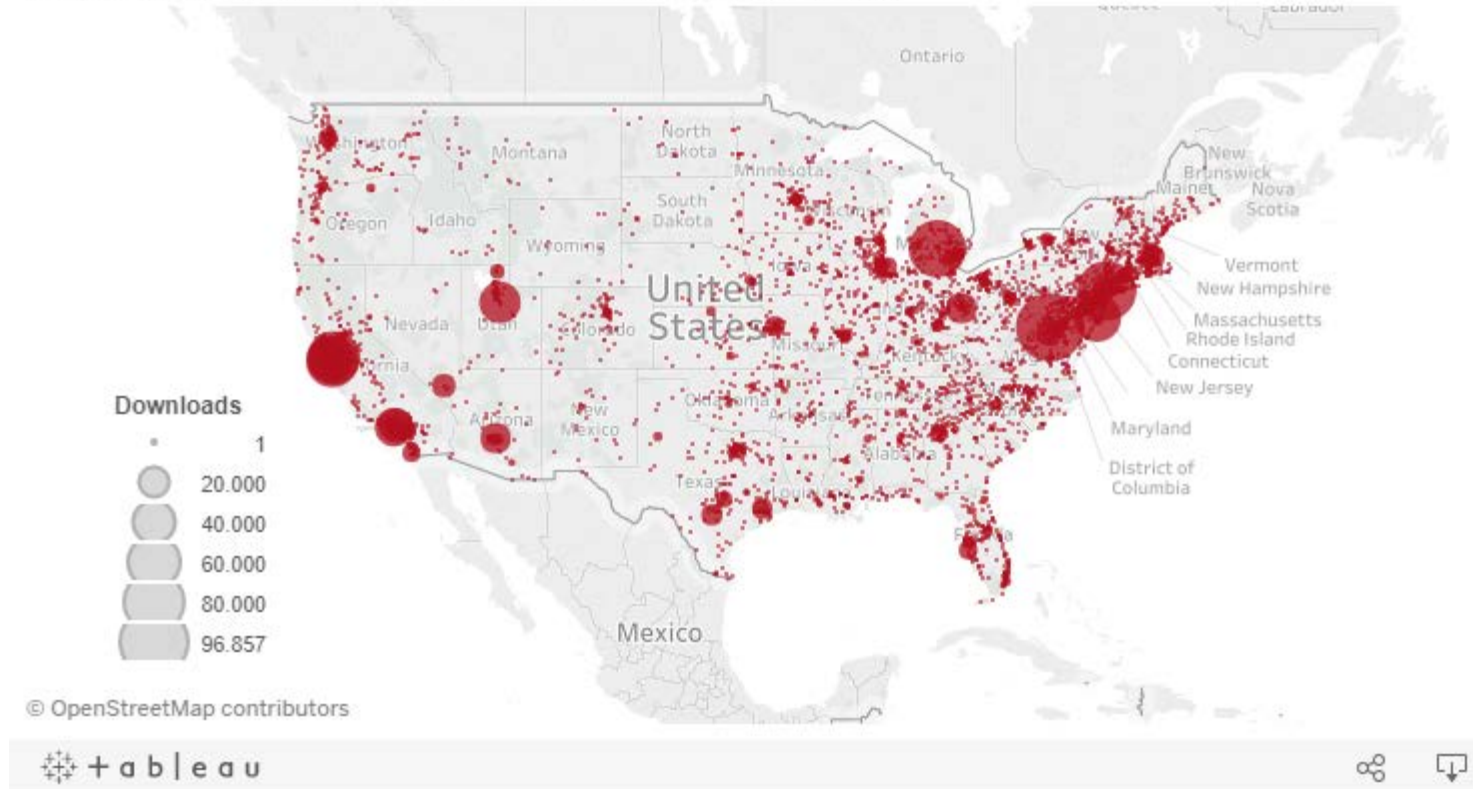 Ontario
North
Dakota
Montana
Minnesota
New
Brunswick
Nova
Scotia
South
Dakota
Oregon
Idaho
Wyoming
Iowa
Vermont
New Hampshire
United
States
Nevada
Utah
Colorado
Massachusetts
Rhode Island
Connecticut
Missouri
Kentucky
New Jersey
Downloads
1
20.000
40.000
60.000
80.000
96.857
Arizona
New
Mexico
Oklahoma
Arkansas
Alabama
Maryland
District of
Columbia
Texas
Louisiana
Florida
Mexico
© OpenStreetMap contributors
+ a b | e a u